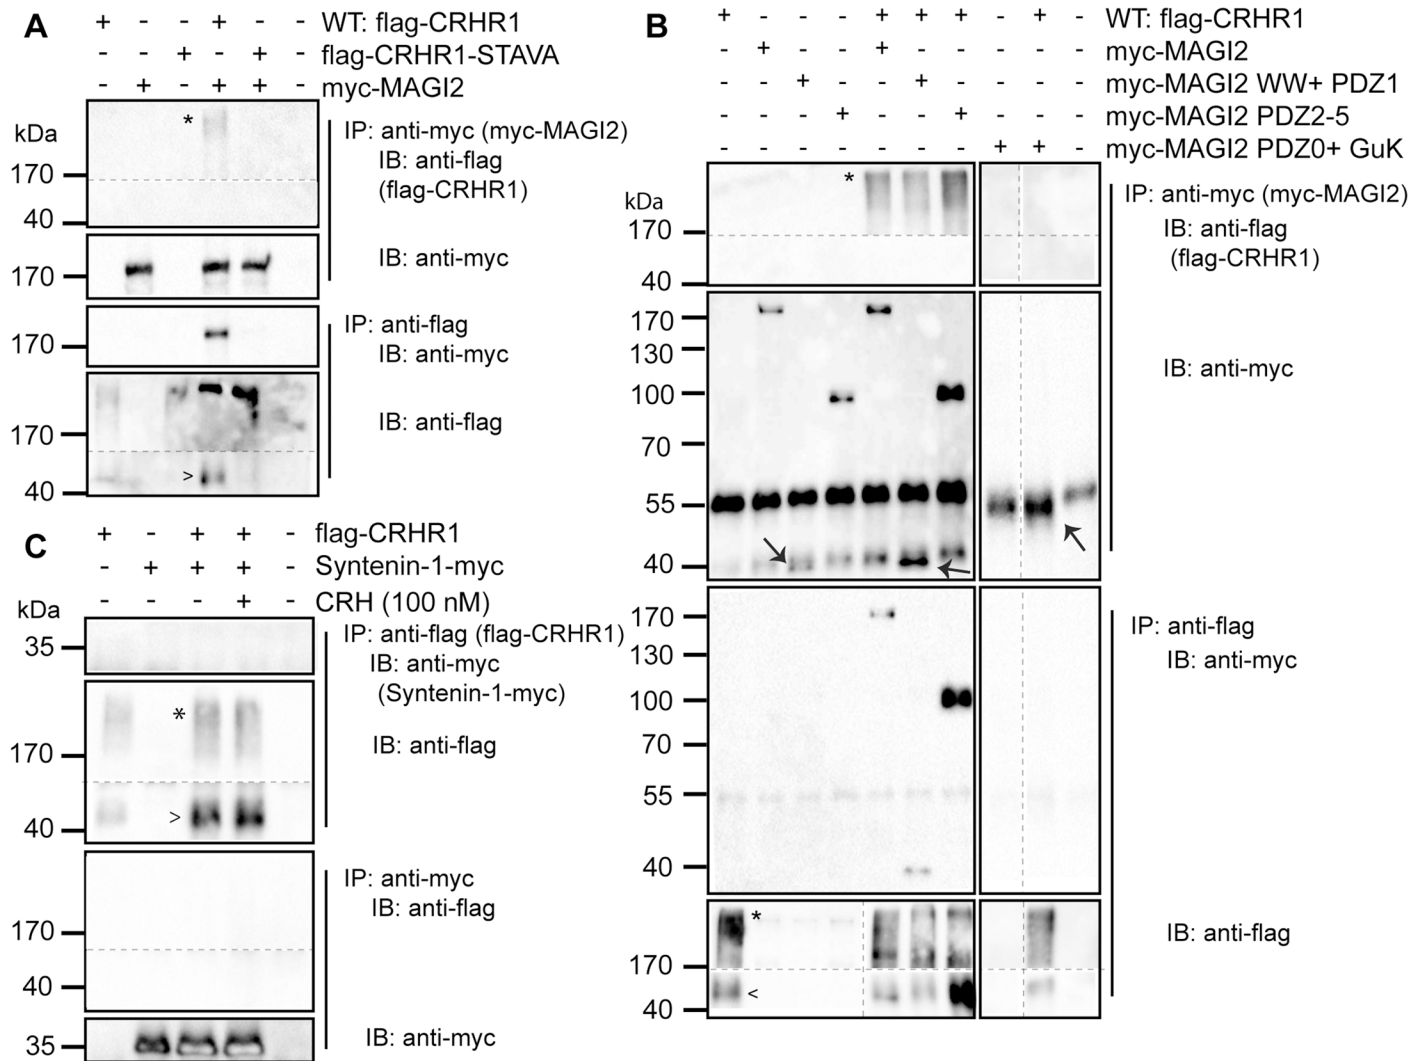 A
+ - - + - - WT: flag-CRHR1
- - + - + - flag-CRHR1-STAVA
- + - + + - myc-MAGI2
kDa
170
40
*
IP: anti-myc (myc-MAGI2)
IB: anti-flag
(flag-CRHR1)
170
IB: anti-myc
170
IP: anti-flag
IB: anti-myc
170
40
>
IB: anti-flag
C
+ - + + - flag-CRHR1
- + + + - Syntenin-1-myc
- - - + - CRH (100 nM)
kDa
35
IP: anti-flag (flag-CRHR1)
IB: anti-myc
(Syntenin-1-myc)
*
170
40
>
IB: anti-flag
170
40
IP: anti-myc
IB: anti-flag
35
IB: anti-myc
B
+ - - - + + + - + - WT: flag-CRHR1
- + - - + - - - - - myc-MAGI2
- - + - - + - - - - myc-MAGI2 WW+ PDZ1
- - - + - - + - - - myc-MAGI2 PDZ2-5
- - - - - - - + + - myc-MAGI2 PDZ0+ GuK
kDa
170
40
*
IP: anti-myc (myc-MAGI2)
IB: anti-flag
(flag-CRHR1)
170
130
100
70
55
40
IB: anti-myc
170
130
100
70
55
40
IP: anti-flag
IB: anti-myc
*
170
40
<
IB: anti-flag